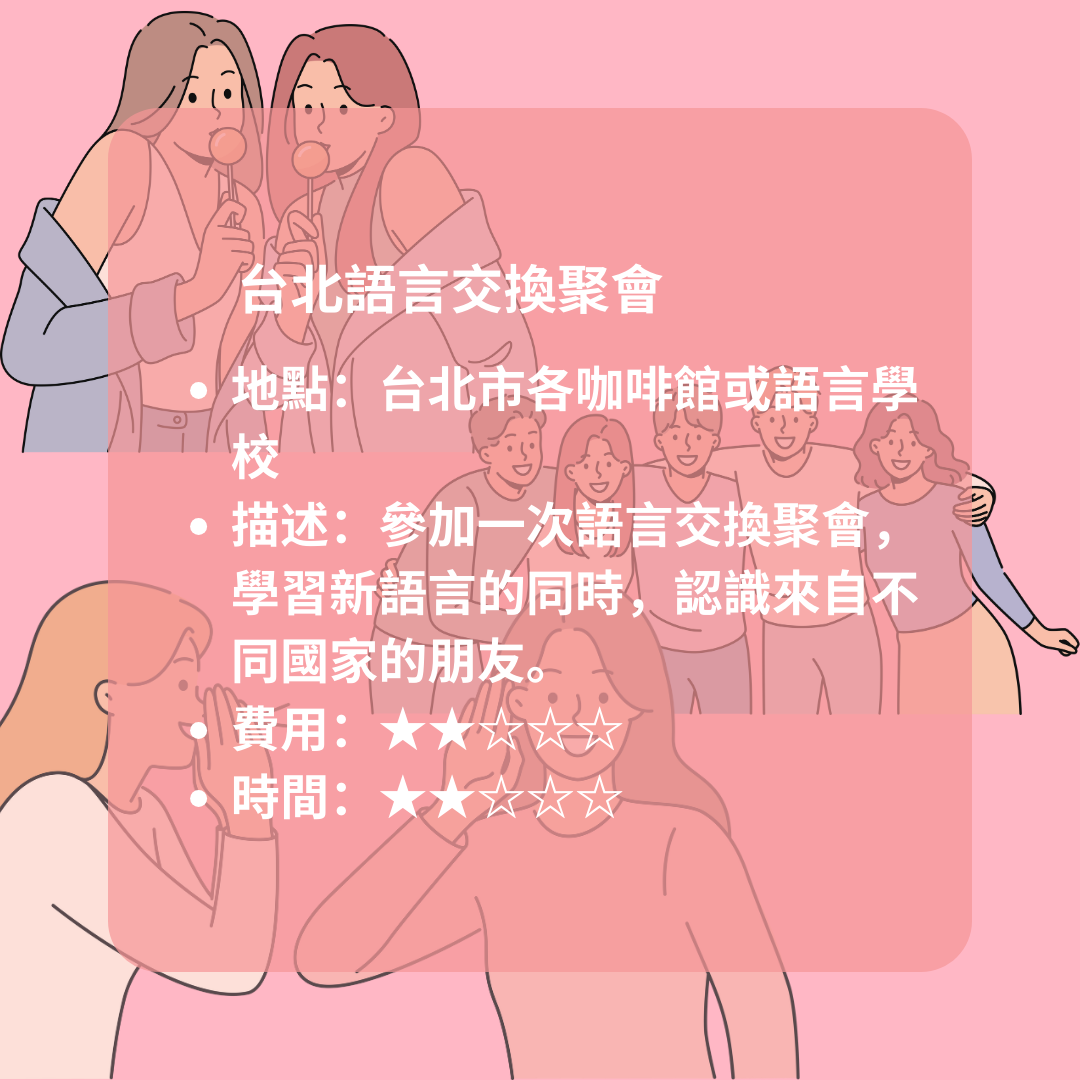 台北語言交換聚會
• 地點：台北市各咖啡館或語言學
校
• 描述：參加一次語言交換聚會，
學習新語言的同時，認識來自不
同國家的朋友。
• 費用：★★☆☆☆
• 時間：★★☆☆☆